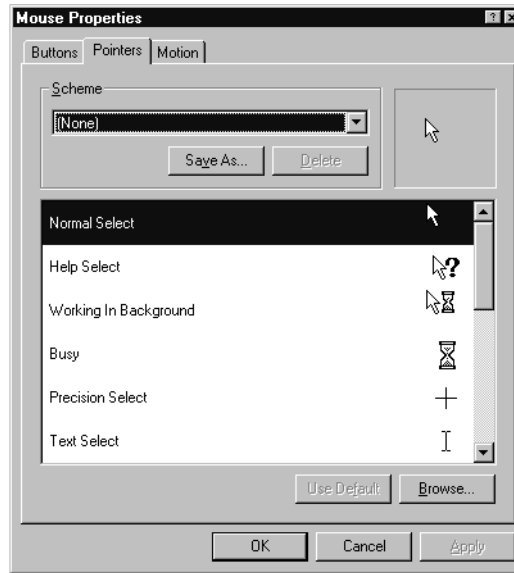 Mouse Properties
Buttons Pointers Motion
Scheme
(None)
Save As... Delete
Normal Select
Help Select
Working In Background
Busy
Precision Select
Text Select
Use Default Browse...
OK Cancel Apply